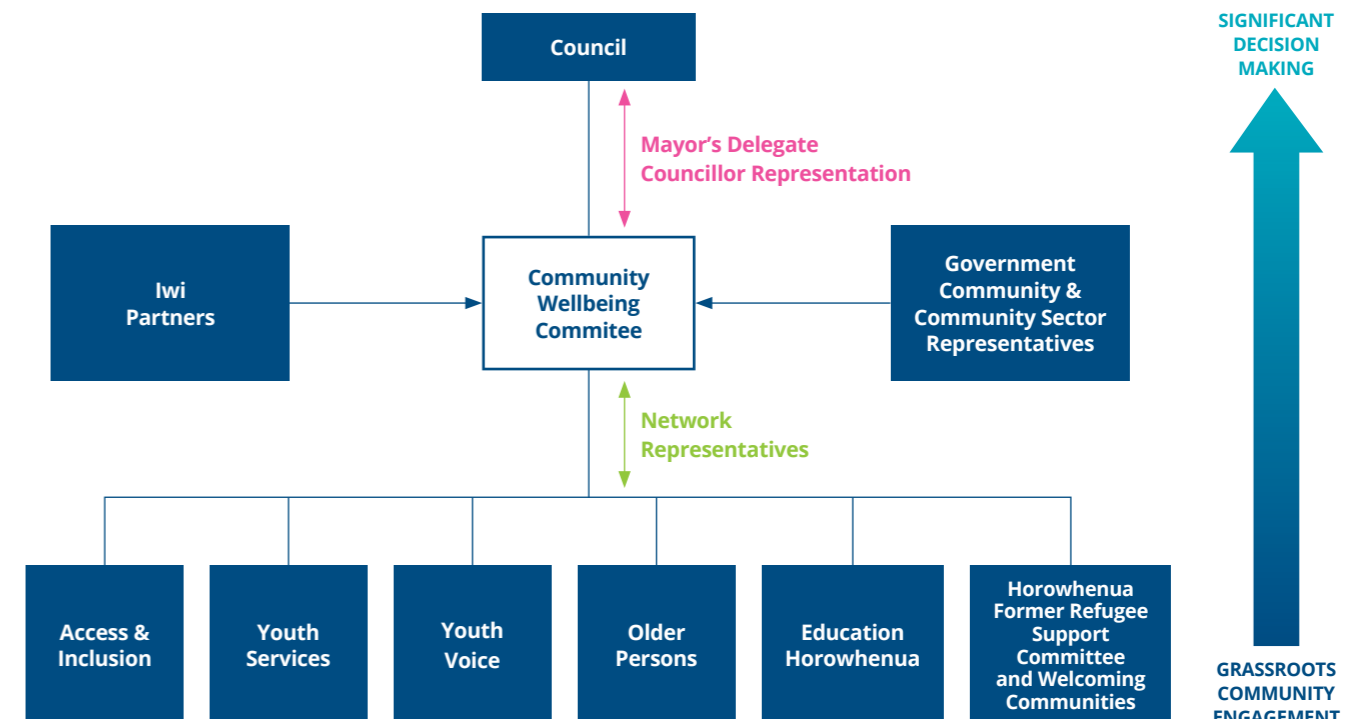 Council
SIGNIFICANT
DECISION
MAKING
Mayor's Delegate
Councillor Representation
Iwi
Partners
Community
Wellbeing
Commitee
Government
Community &
Community Sector
Representatives
Network
Representatives
Access &
Inclusion
Youth
Services
Youth
Voice
Older
Persons
Education
Horowhenua
Horowhenua
Former Refugee
Support
Committee
and Welcoming
Communities
GRASSROOTS
COMMUNITY
ENGAGEMENT